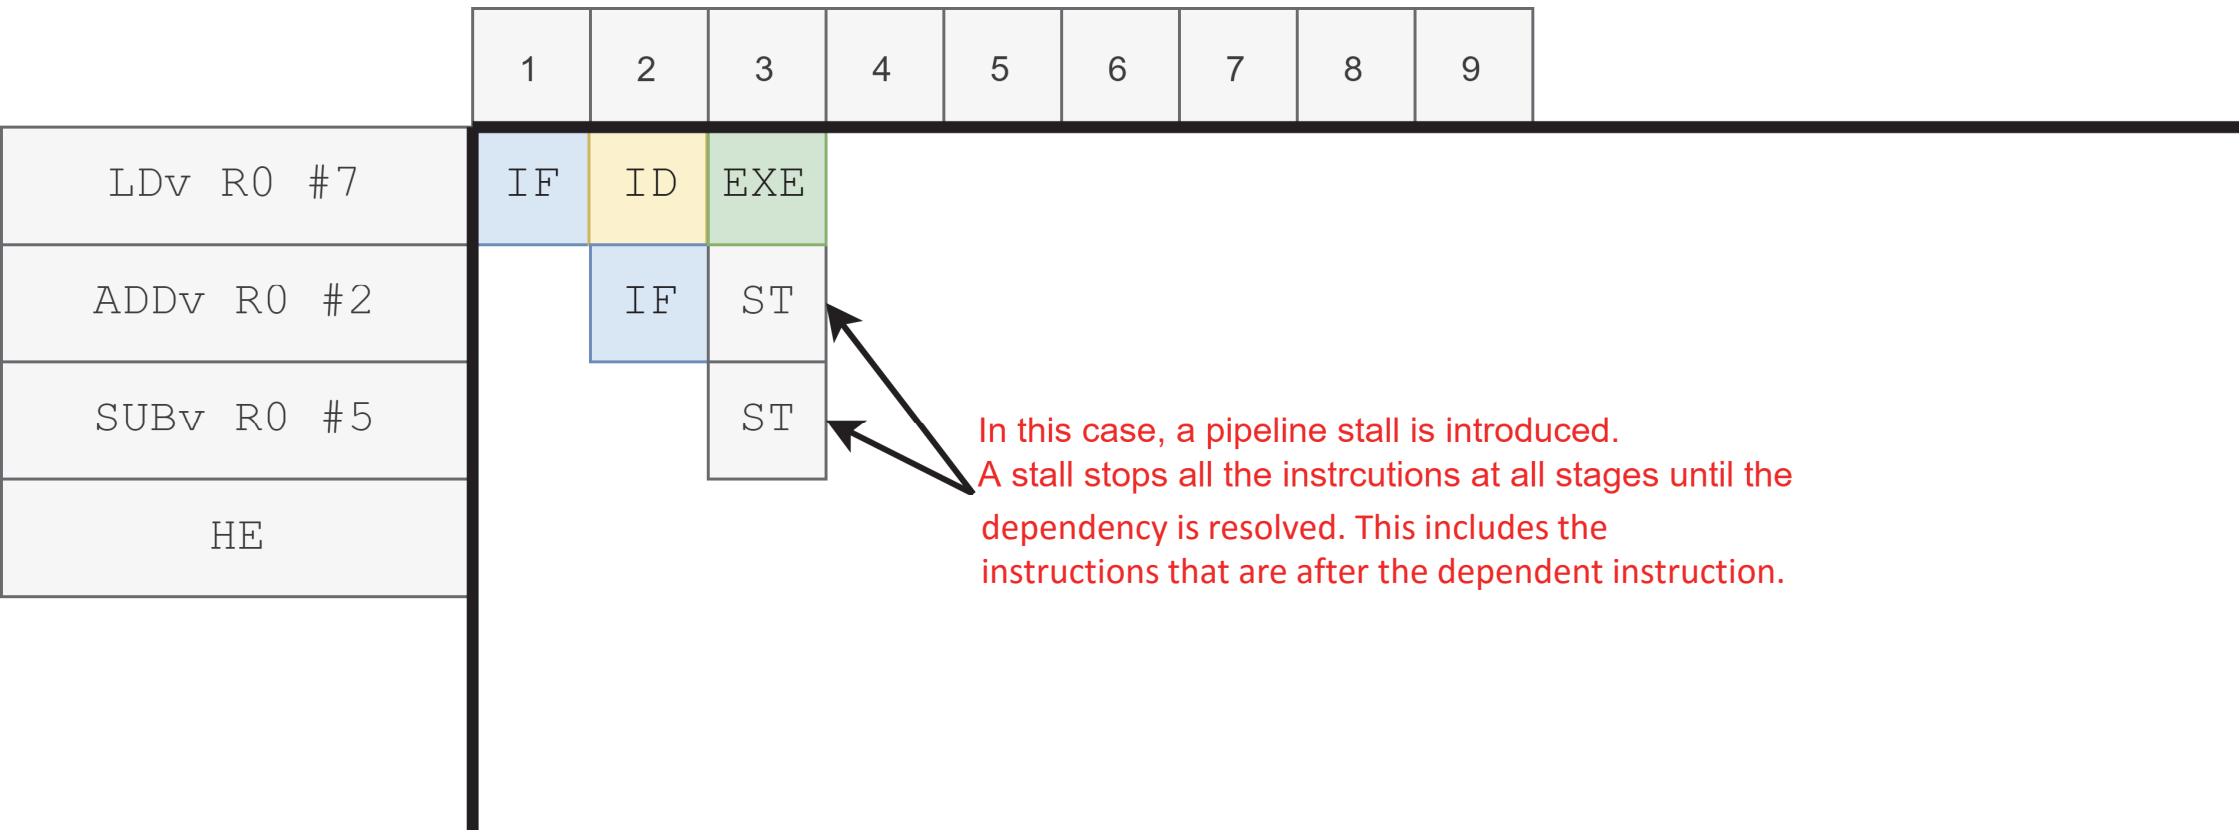 1 2 3 4 5 6 7 8 9
LDv R0 #7 IF ID EXE
ADDv R0 #2 IF ST
SUBv R0 #5 ST
In this case, a pipeline stall is introduced.
A stall stops all the instrcutions at all stages until the
dependency is resolved. This includes the
instructions that are after the dependent instruction.
HE